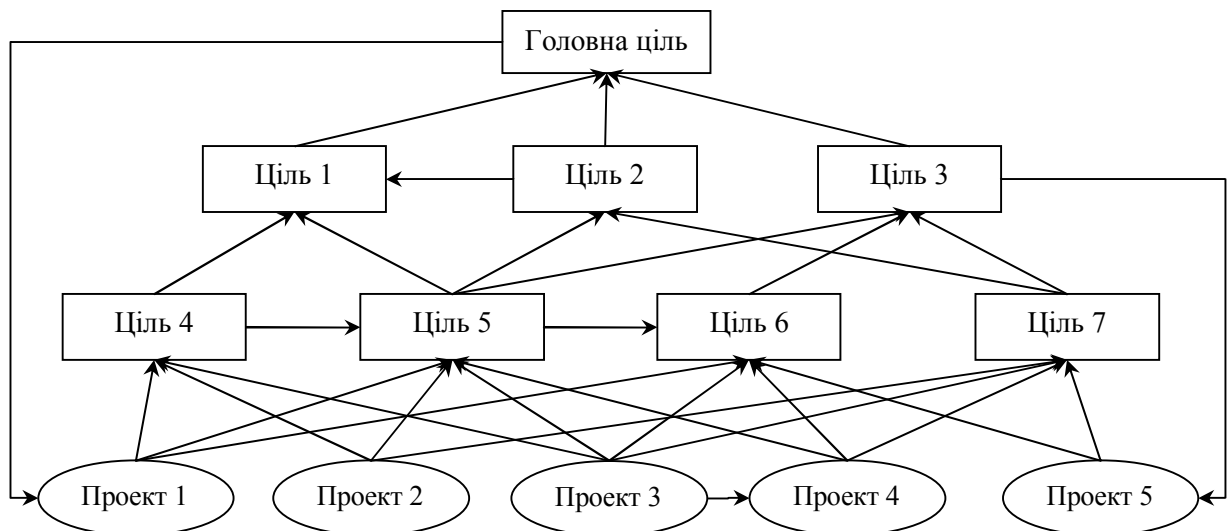 Головна ціль
Ціль 1
Ціль 2
Ціль 3
Ціль 4
Ціль 5
Ціль 6
Ціль 7
Проект 1
Проект 2
Проект 3
Проект 4
Проект 5